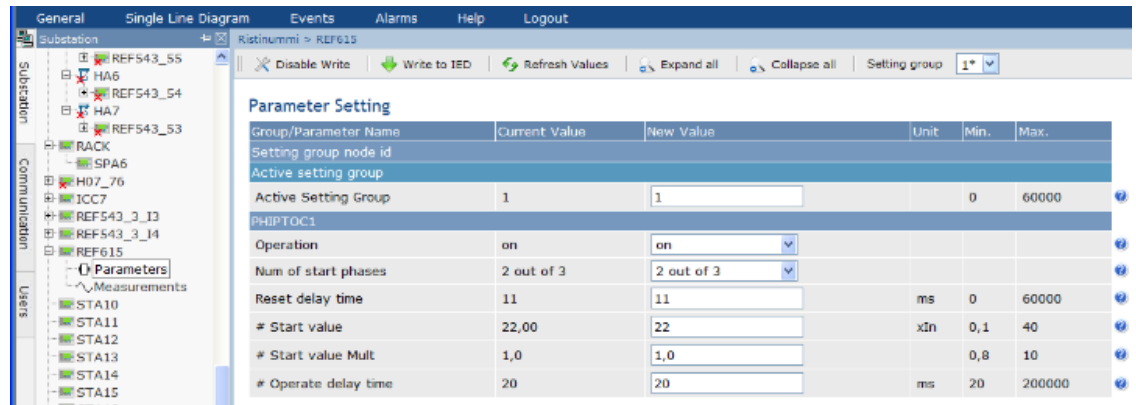 General Single Line Diagram Events Alarms Help Logout
Substation
Ristinummi > REF615
Disable Write Write to IED Refresh Values Expand all Collapse all Setting group 1*
Substation
Communication
Users
REF543_55
HA6
REF543_54
HA7
REF543_53
RACK
SPA6
H07_76
ICC7
REF543_3_I3
REF543_3_I4
REF615
Parameters
Measurements
STA10
STA11
STA12
STA13
STA14
STA15
Parameter Setting
Group/Parameter Name Current Value New Value Unit Min. Max.
Setting group node id
Active setting group
Active Setting Group 1 1 0 60000
PHIPTOC1
Operation on on
Num of start phases 2 out of 3 2 out of 3
Reset delay time 11 11 ms 0 60000
# Start value 22,00 22 xIn 0,1 40
# Start value Mult 1,0 1,0 0,8 10
# Operate delay time 20 20 ms 20 200000